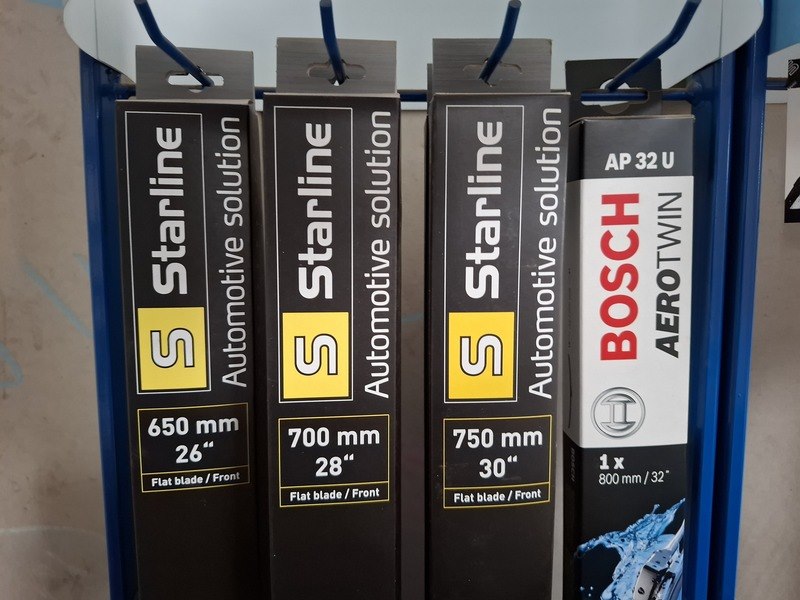 S Starline
Automotive solution
650 mm
26“
Flat blade / Front
S Starline
Automotive solution
700 mm
28“
Flat blade / Front
S Starline
Automotive solution
750 mm
30“
Flat blade / Front
AP 32 U
BOSCH
AEROTWIN
1 x
800 mm / 32"